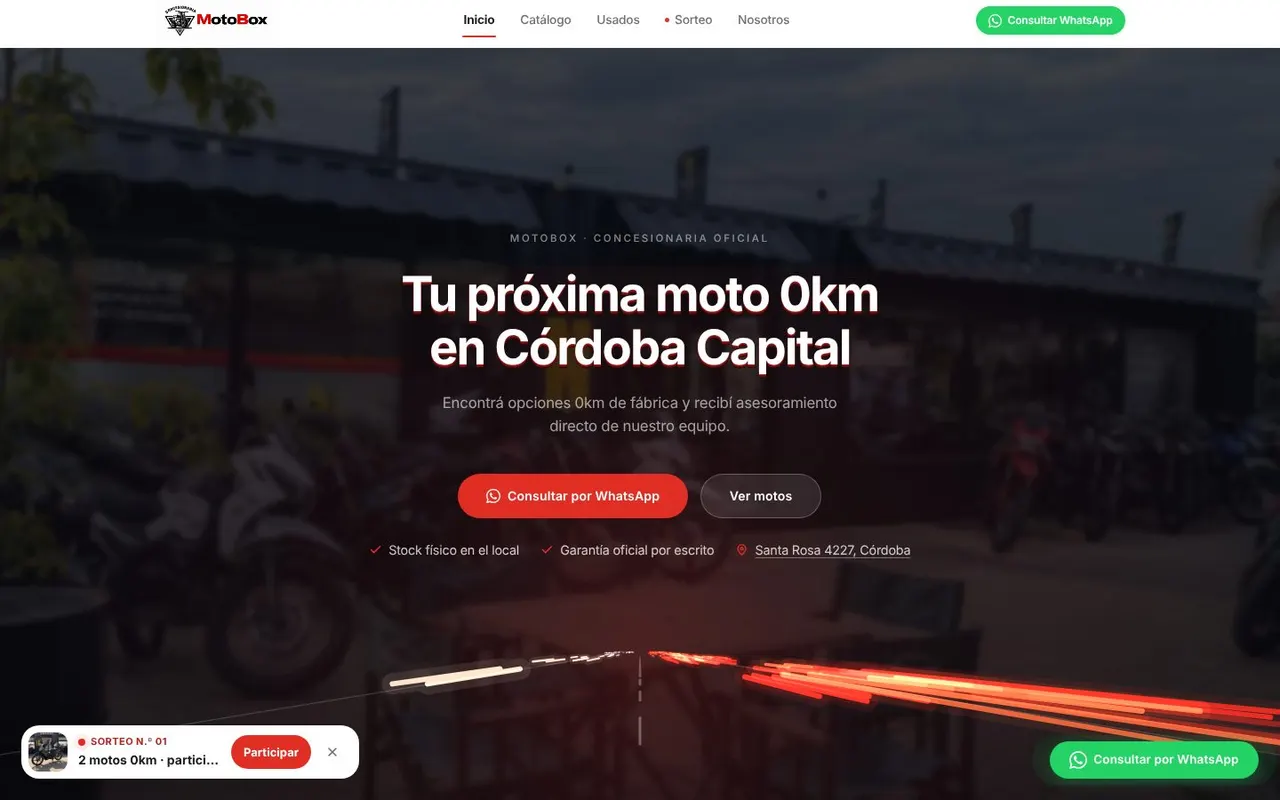 MotoBox
Inicio
Catálogo
Usados
Sorteo
Nosotros
Consultar WhatsApp
MOTOBOX · CONCESIONARIA OFICIAL
Tu próxima moto 0km
en Córdoba Capital
Encontrá opciones 0km de fábrica y recibí asesoramiento
directo de nuestro equipo.
Consultar por WhatsApp
Ver motos
Stock físico en el local
Garantía oficial por escrito
Santa Rosa 4227, Córdoba
SORTEO N.º 01
2 motos 0km · partici...
Participar
Consultar por WhatsApp